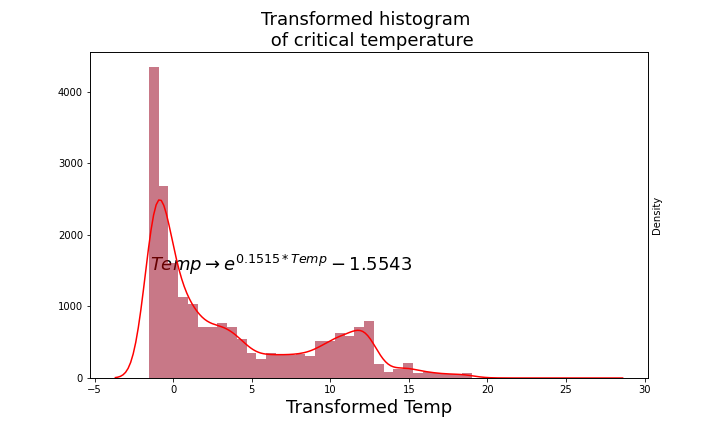 Transformed histogram
of critical temperature
4000
3000
2000
1000
0
Temp → e^{0.1515*Temp} − 1.5543
Density
−5 0 5 10 15 20 25 30
Transformed Temp